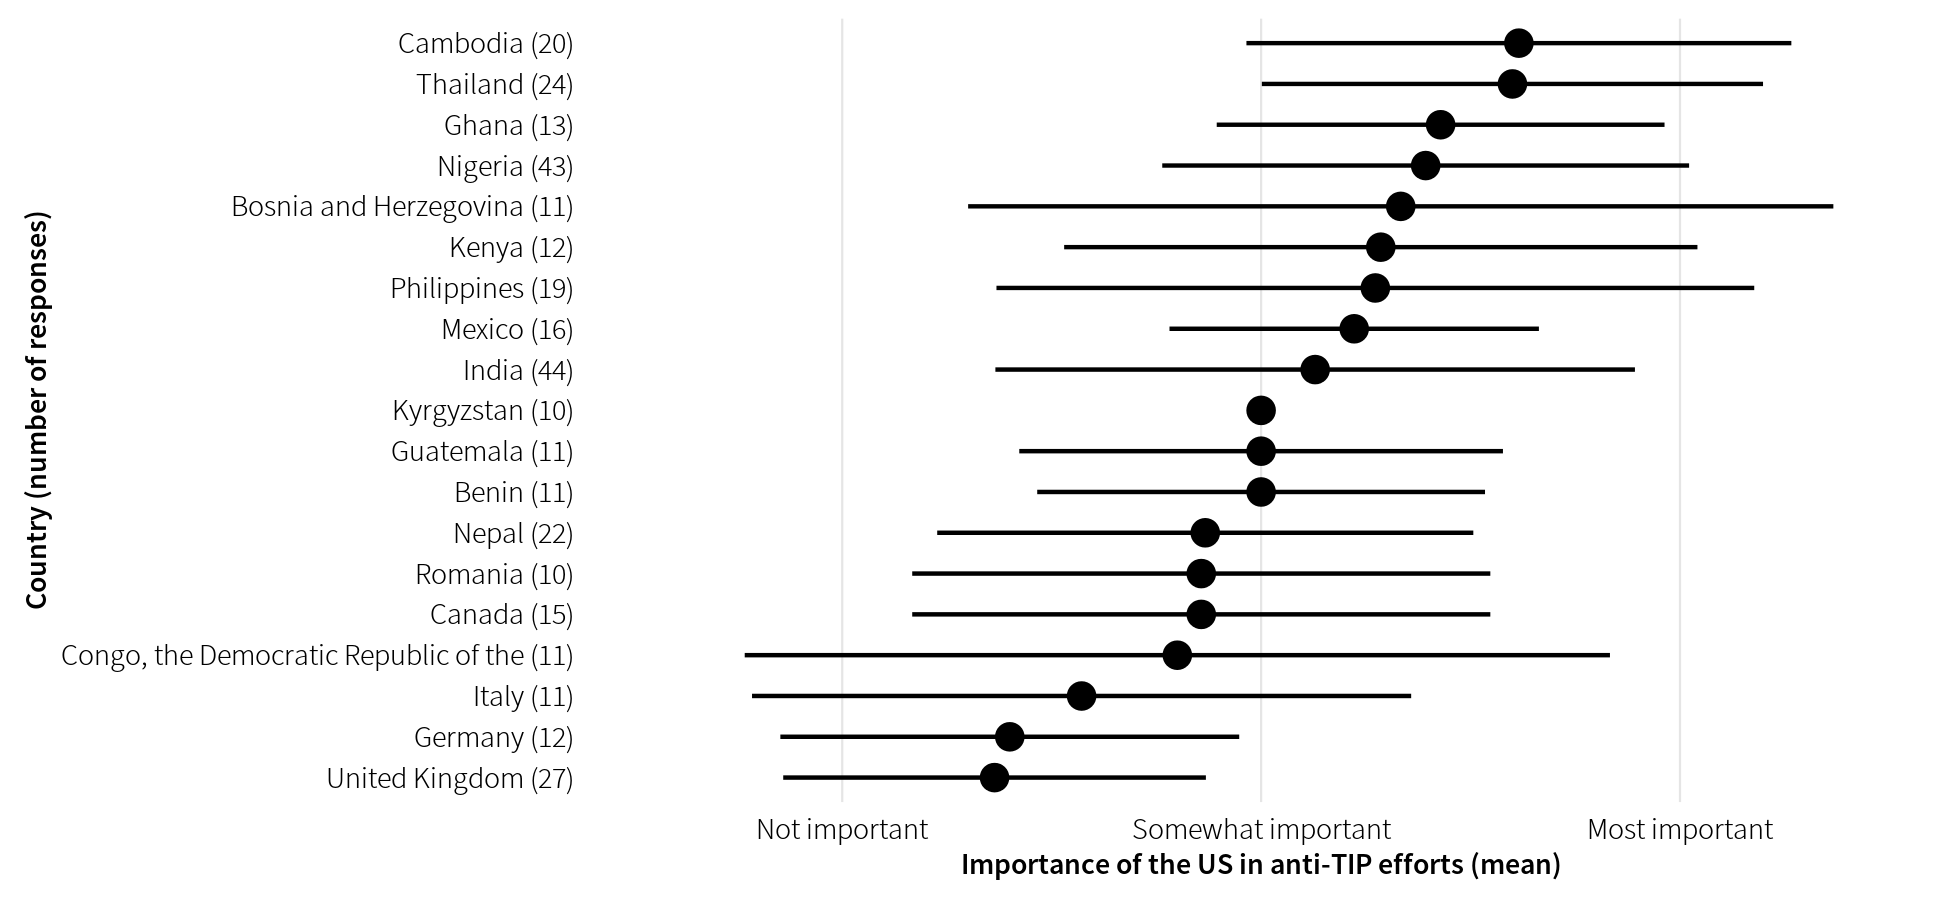 Country (number of responses)
Cambodia (20)
Thailand (24)
Ghana (13)
Nigeria (43)
Bosnia and Herzegovina (11)
Kenya (12)
Philippines (19)
Mexico (16)
India (44)
Kyrgyzstan (10)
Guatemala (11)
Benin (11)
Nepal (22)
Romania (10)
Canada (15)
Congo, the Democratic Republic of the (11)
Italy (11)
Germany (12)
United Kingdom (27)
Not important Somewhat important Most important
Importance of the US in anti-TIP efforts (mean)